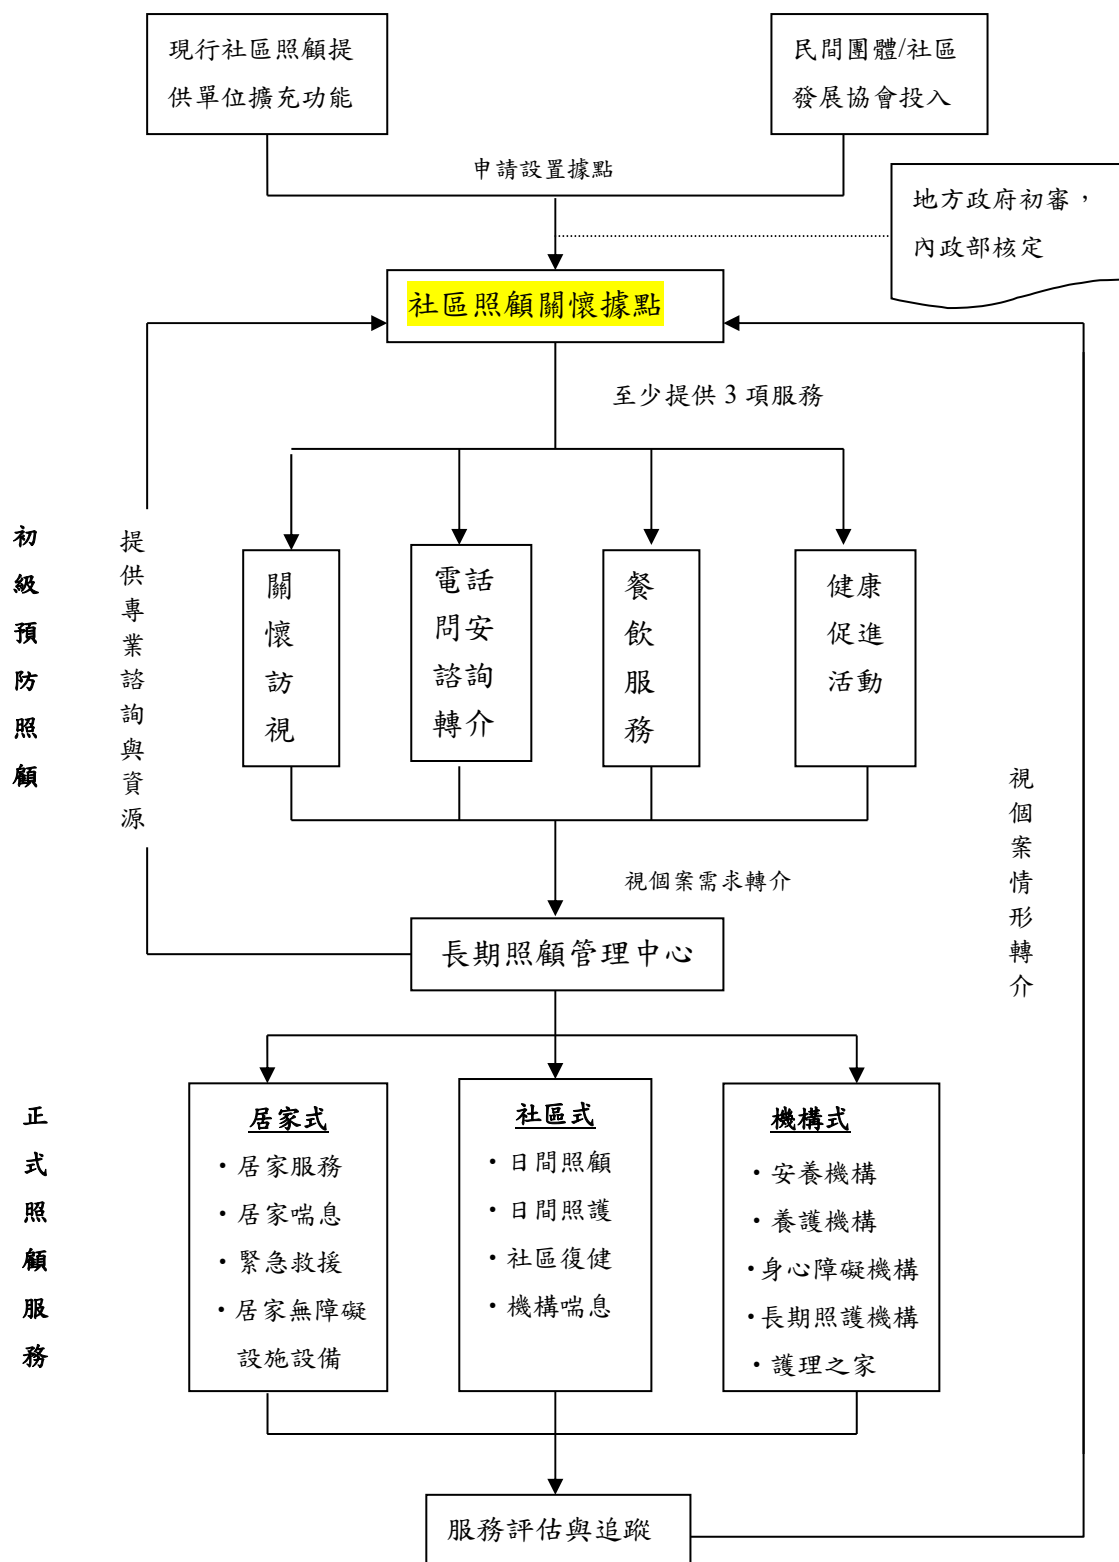 現行社區照顧提
供單位擴充功能
民間團體/社區
發展協會投入
申請設置據點
地方政府初審，
內政部核定
社區照顧關懷據點
至少提供 3 項服務
初級預防照顧
提供專業諮詢與資源
關懷訪視
電話
問安
諮詢
轉介
餐飲服務
健康
促進
活動
視個案情形轉介
視個案需求轉介
長期照顧管理中心
正式照顧服務
居家式
・居家服務
・居家喘息
・緊急救援
・居家無障礙
設施設備
社區式
・日間照顧
・日間照護
・社區復健
・機構喘息
機構式
・安養機構
・養護機構
・身心障礙機構
・長期照護機構
・護理之家
服務評估與追蹤